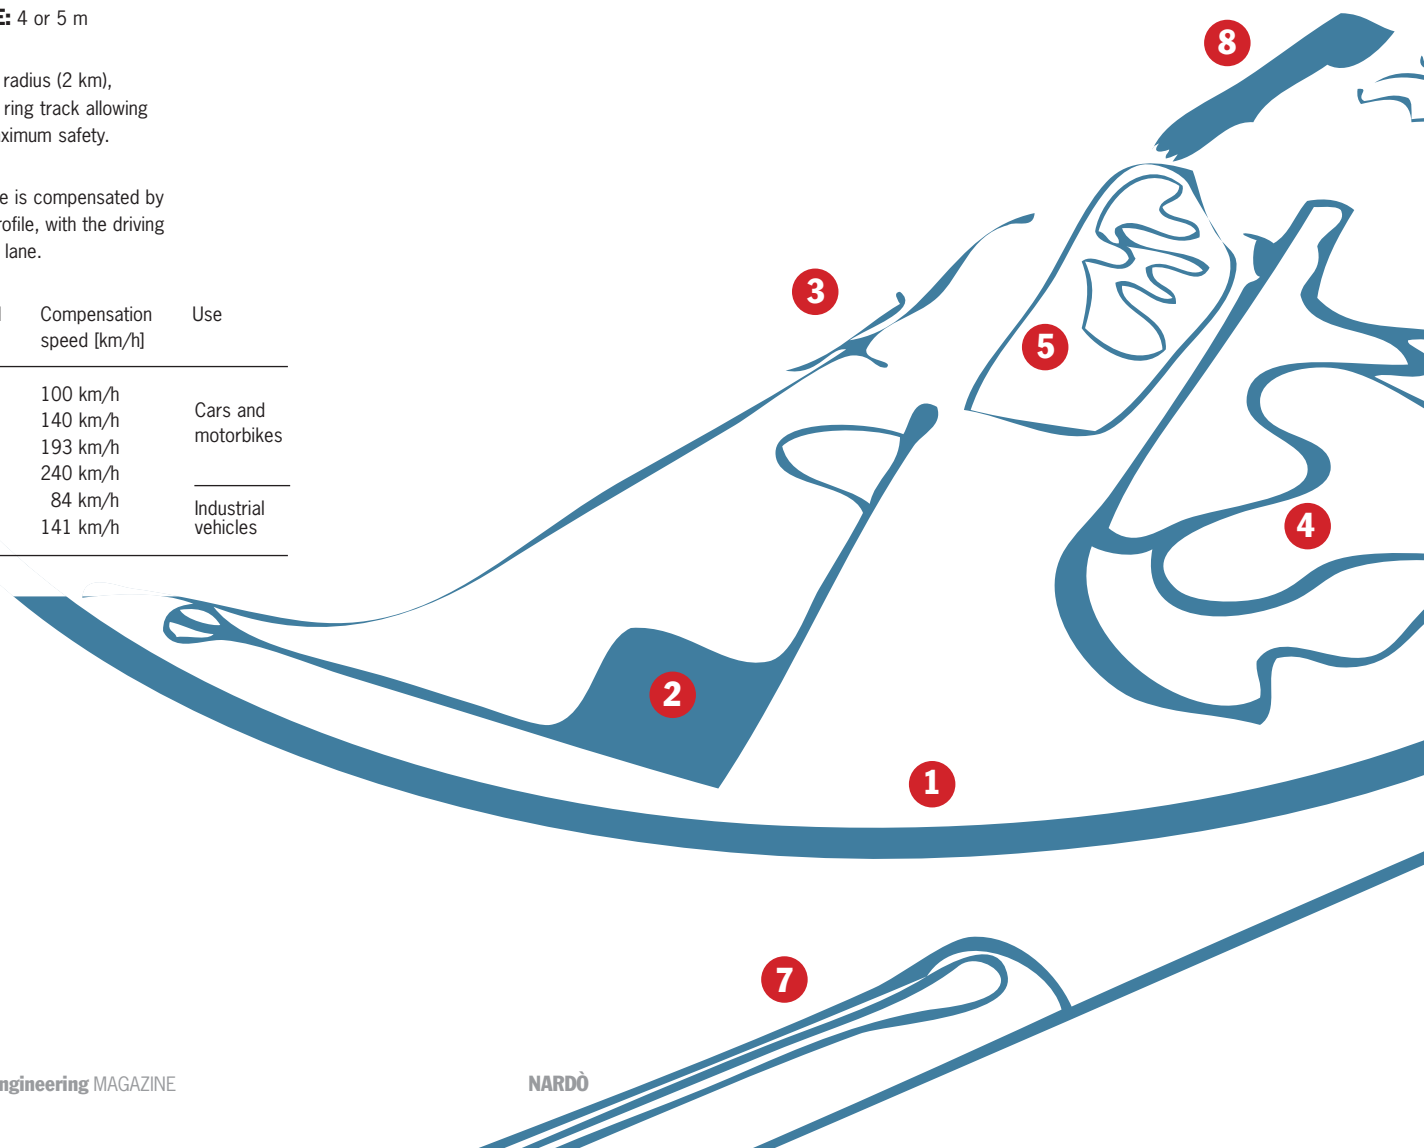 E: 4 or 5 m
radius (2 km),
ring track allowing
ximum safety.
e is compensated by
rofile, with the driving
lane.
Compensation Use
speed [km/h]
100 km/h
140 km/h
193 km/h
240 km/h
84 km/h
141 km/h
Cars and
motorbikes
Industrial
vehicles
8
3
5
4
2
1
7
ngineering MAGAZINE
NARDÒ